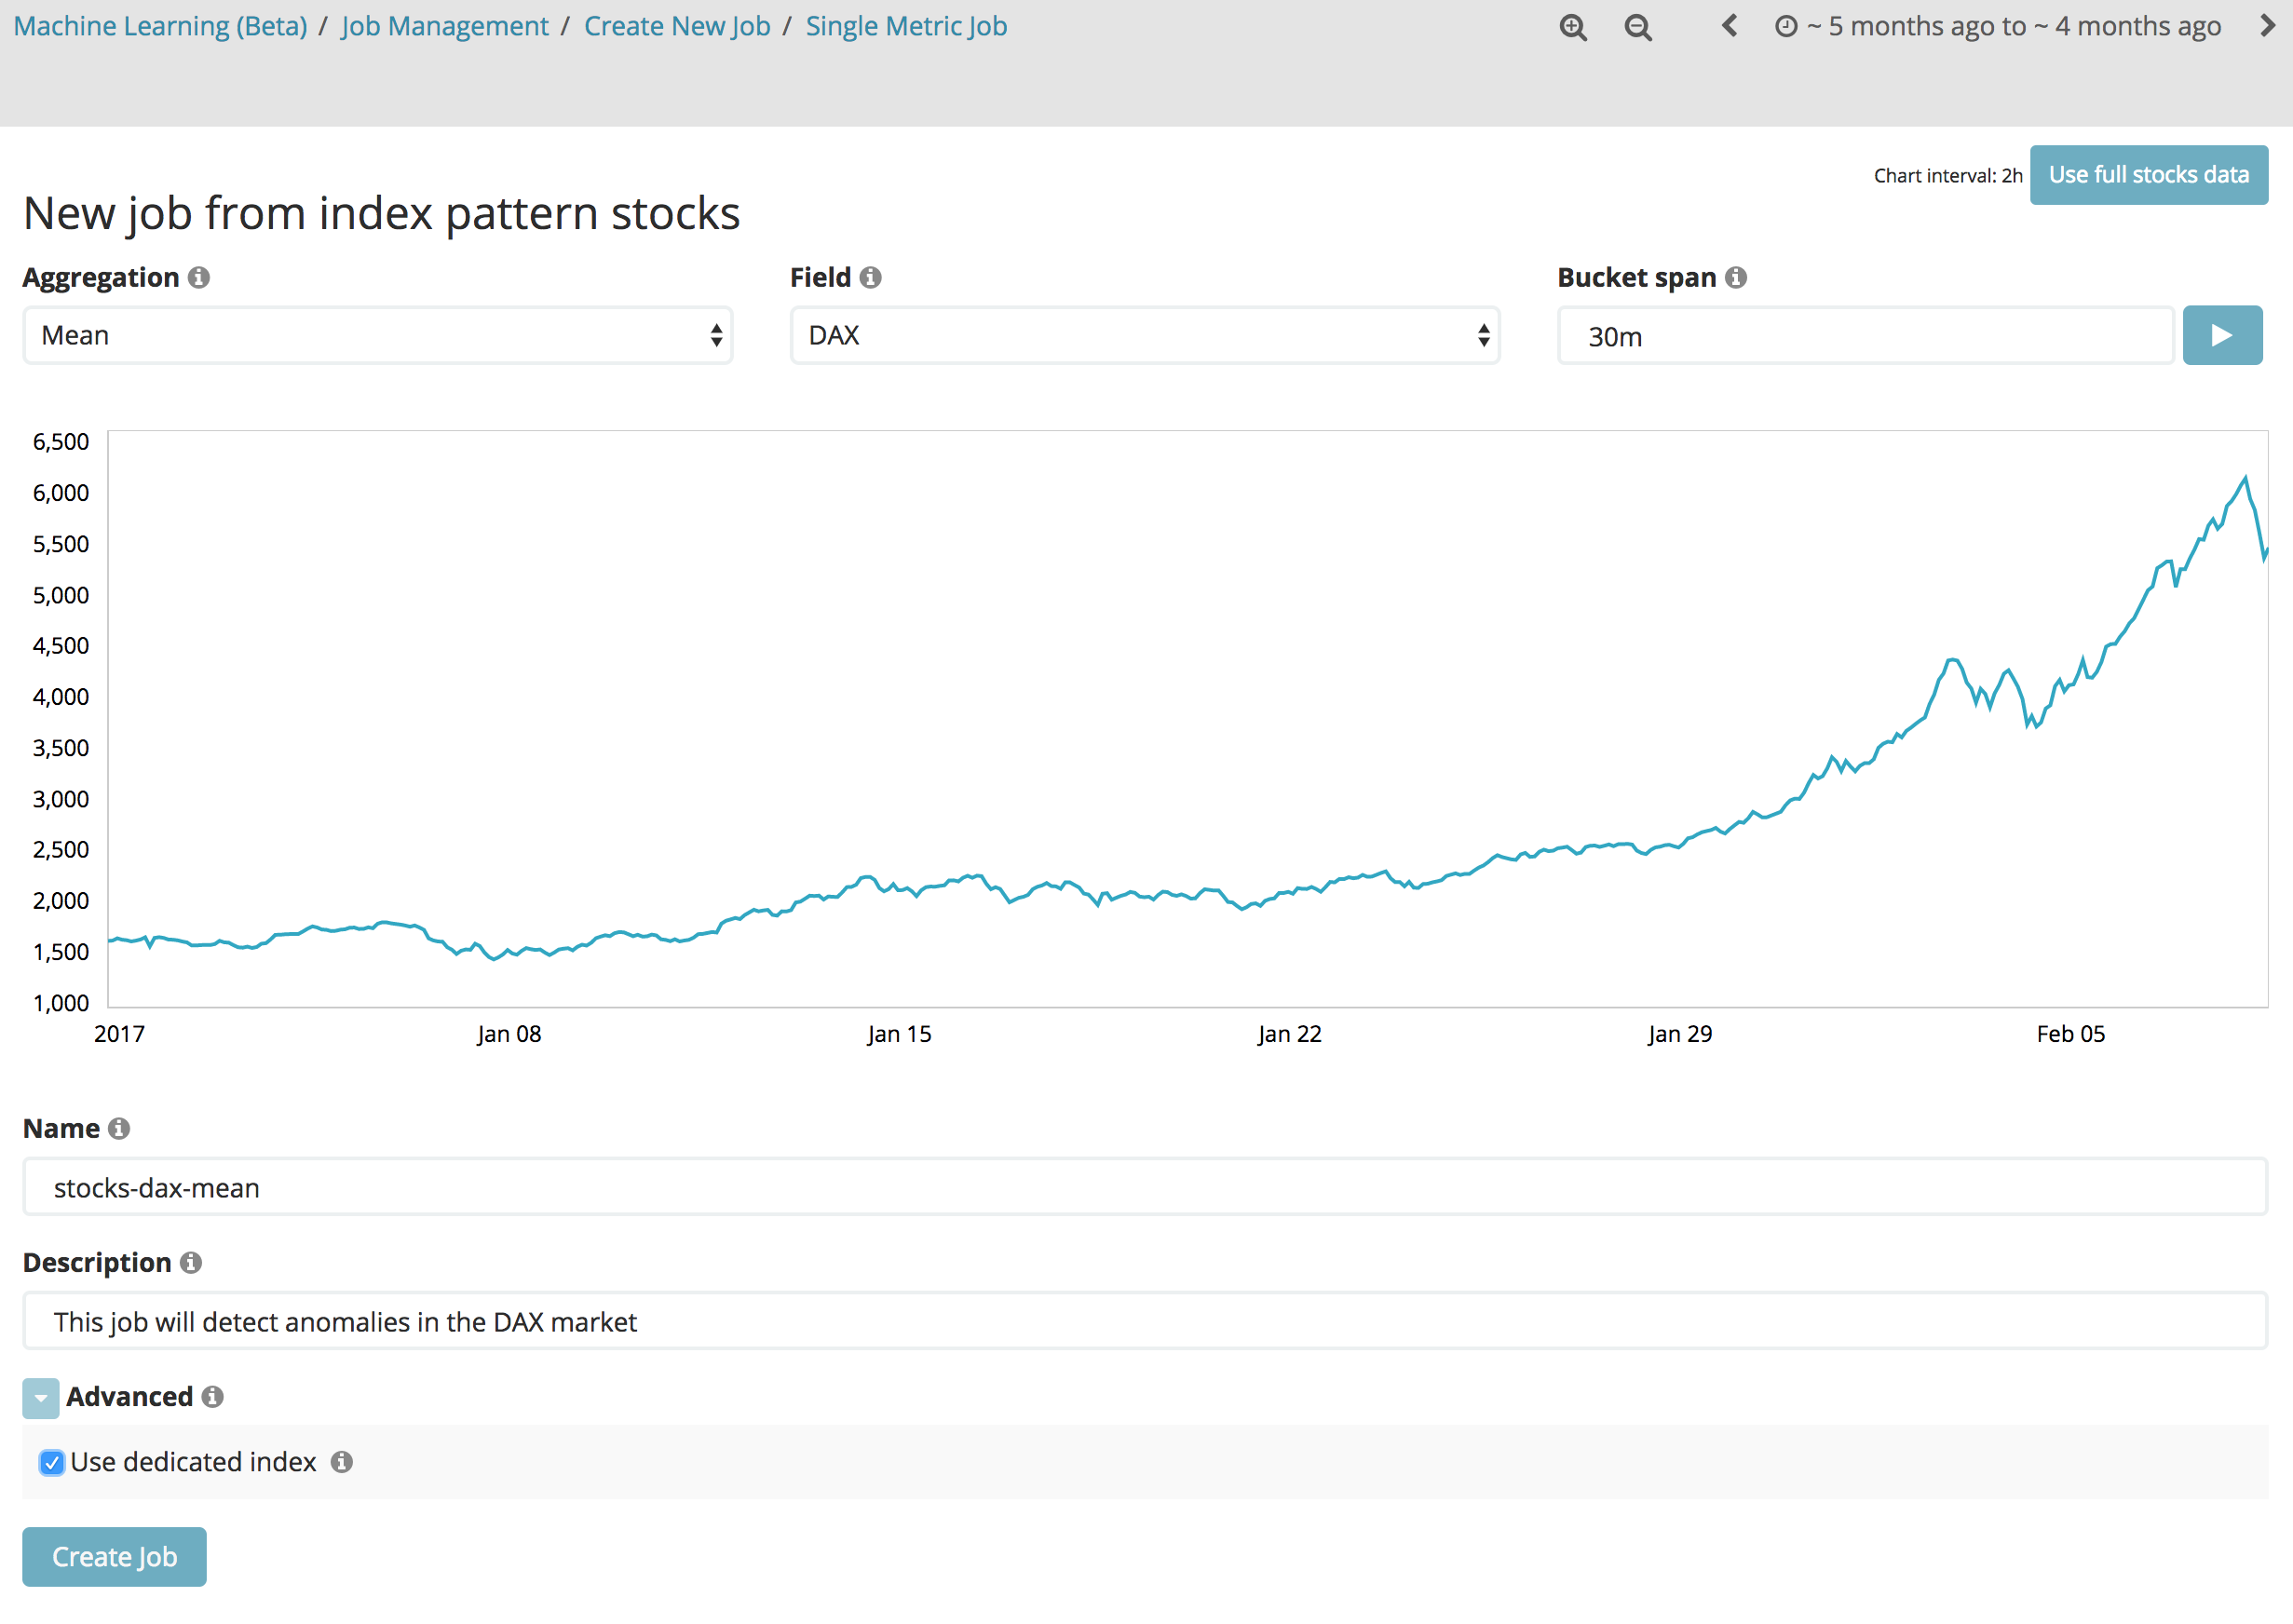 Machine Learning (Beta) / Job Management / Create New Job / Single Metric Job
~ 5 months ago to ~ 4 months ago
Chart interval: 2h
Use full stocks data
New job from index pattern stocks
Aggregation
Field
Bucket span
Mean
DAX
30m
6,500
6,000
5,500
5,000
4,500
4,000
3,500
3,000
2,500
2,000
1,500
1,000
2017
Jan 08
Jan 15
Jan 22
Jan 29
Feb 05
Name
stocks-dax-mean
Description
This job will detect anomalies in the DAX market
Advanced
Use dedicated index
Create Job